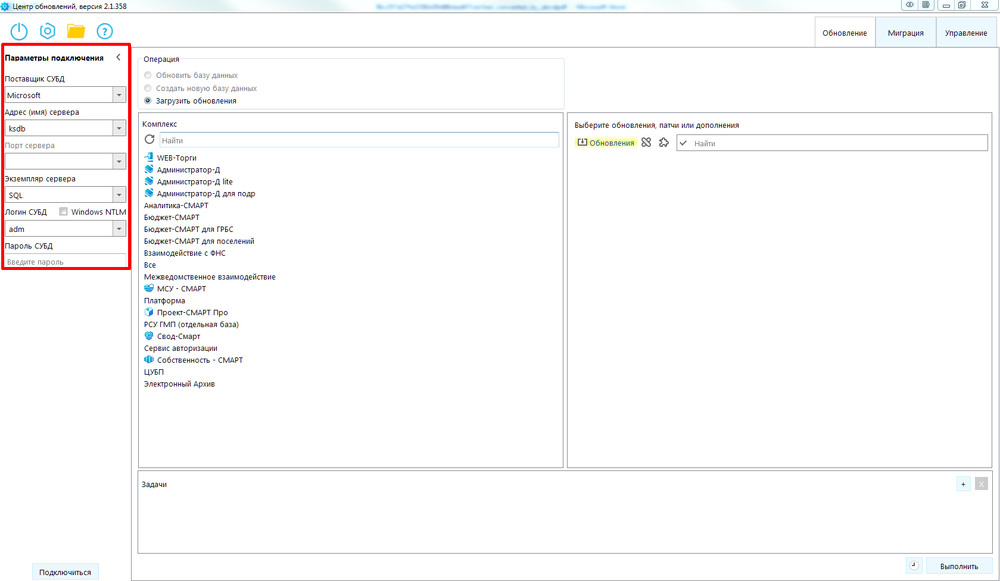 Центр обновлений, версия 2.1.358
Обновление
Миграция
Управление
Параметры подключения
Поставщик СУБД
Microsoft
Адрес (имя) сервера
ksdb
Порт сервера
Экземпляр сервера
SQL
Логин СУБД
Windows NTLM
adm
Пароль СУБД
Введите пароль
Подключиться
Операция
Обновить базу данных
Создать новую базу данных
Загрузить обновления
Комплекс
Найти
WEB-Торги
Администратор-Д
Администратор-Д lite
Администратор-Д для подр
Аналитика-СМАРТ
Бюджет-СМАРТ
Бюджет-СМАРТ для ГРБС
Бюджет-СМАРТ для поселений
Взаимодействие с ФНС
Все
Межведомственное взаимодействие
МСУ - СМАРТ
Платформа
Проект-СМАРТ Про
РСУ ГМП (отдельная база)
Свод-Смарт
Сервис авторизации
Собственность - СМАРТ
ЦУБП
Электронный Архив
Выберите обновления, патчи или дополнения
Обновления
Найти
Задачи
+
X
Выполнить